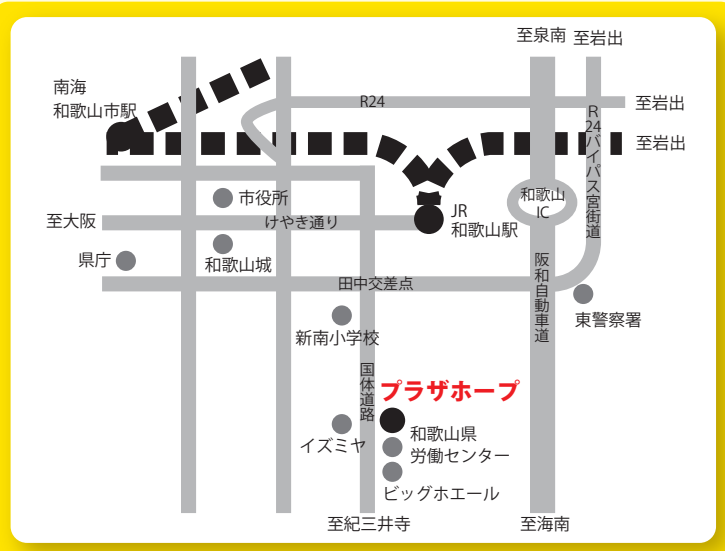 至泉南
至岩出
南海
和歌山市駅
R24
至岩出
R24バイパス宮街道
至岩出
市役所
和歌山
IC
JR
和歌山駅
至大阪
けやき通り
県庁
和歌山城
田中交差点
阪和自動車道
東警察署
新南小学校
国体道路
プラザホープ
イズミヤ
和歌山県
労働センター
ビッグホエール
至紀三井寺
至海南